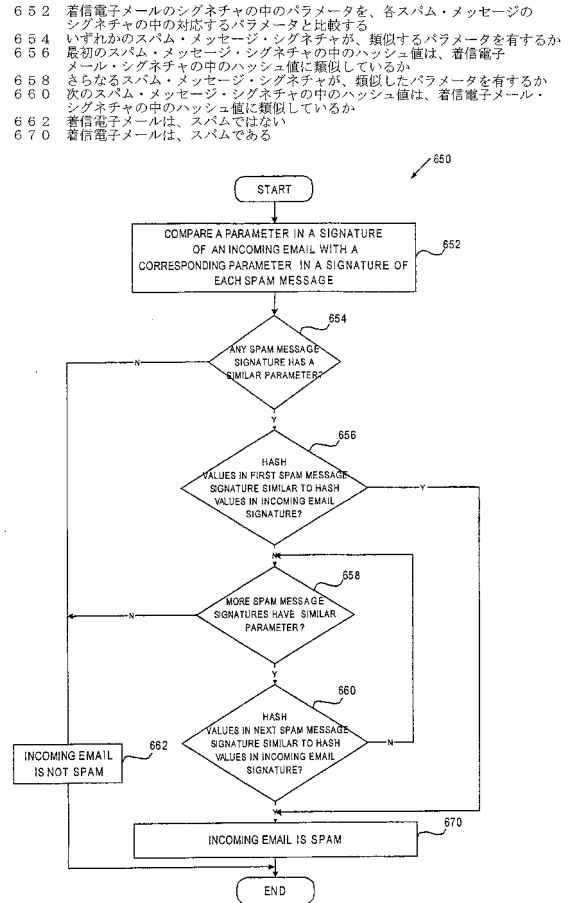 ６５２ 着信電子メールのシグネチャの中のパラメータを、各スパム・メッセージの
シグネチャの中の対応するパラメータと比較する
６５４ いずれかのスパム・メッセージ・シグネチャが、類似するパラメータを有するか
６５６ 最初のスパム・メッセージ・シグネチャの中のハッシュ値は、着信電子
メール・シグネチャの中のハッシュ値に類似しているか
６５８ さらなるスパム・メッセージ・シグネチャが、類似したパラメータを有するか
６６０ 次のスパム・メッセージ・シグネチャの中のハッシュ値は、着信電子メール・
シグネチャの中のハッシュ値に類似しているか
６６２ 着信電子メールは、スパムではない
６７０ 着信電子メールは、スパムである
650
START
COMPARE A PARAMETER IN A SIGNATURE
OF AN INCOMING EMAIL WITH A
CORRESPONDING PARAMETER IN A SIGNATURE OF
EACH SPAM MESSAGE
652
654
ANY SPAM MESSAGE
SIGNATURE HAS A
SIMILAR PARAMETER?
N
Y
656
HASH
VALUES IN FIRST SPAM MESSAGE
SIGNATURE SIMILAR TO HASH
VALUES IN INCOMING EMAIL
SIGNATURE?
Y
N
658
MORE SPAM MESSAGE
SIGNATURES HAVE SIMILAR
PARAMETER?
N
Y
660
HASH
VALUES IN NEXT SPAM MESSAGE
SIGNATURE SIMILAR TO HASH
VALUES IN INCOMING EMAIL
SIGNATURE?
N
INCOMING EMAIL
IS NOT SPAM
662
Y
INCOMING EMAIL IS SPAM
670
END